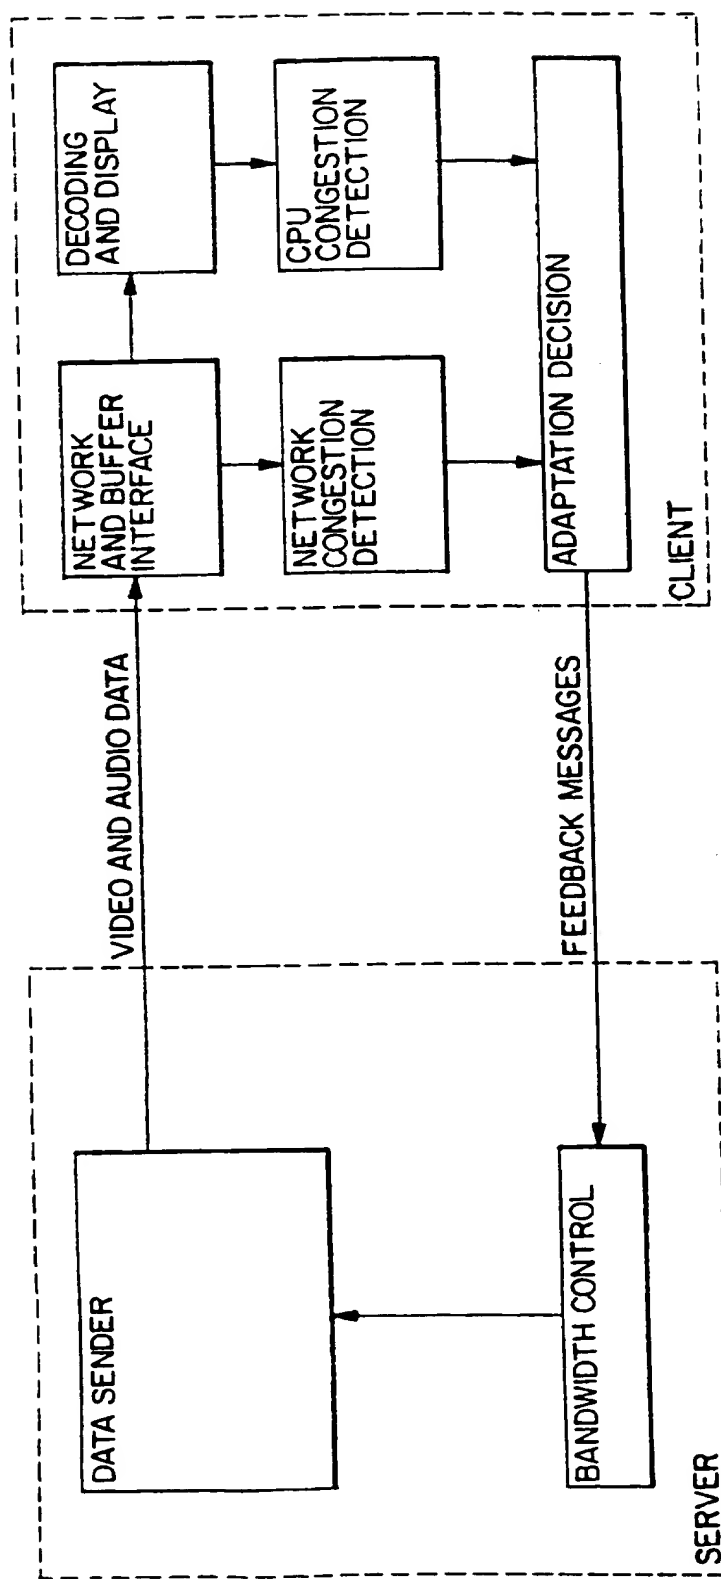 DATA SENDER
BANDWIDTH CONTROL
SERVER
VIDEO AND AUDIO DATA
FEEDBACK MESSAGES
NETWORK
AND BUFFER
INTERFACE
DECODING
AND DISPLAY
NETWORK
CONGESTION
DETECTION
CPU
CONGESTION
DETECTION
ADAPTATION DECISION
CLIENT